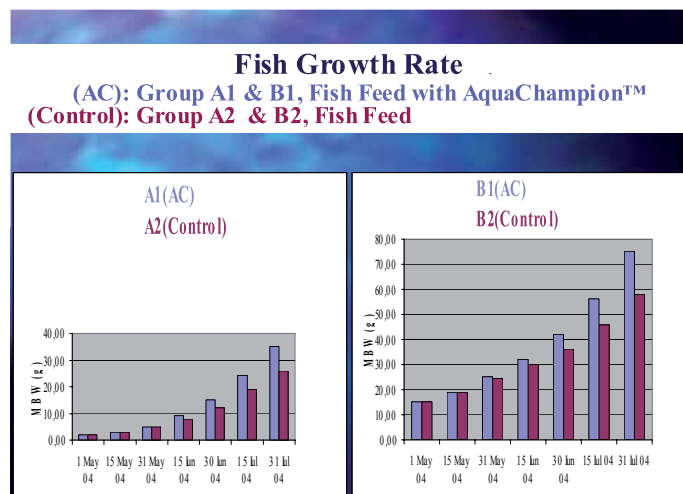 Fish Growth Rate .
(AC): Group A1 & B1, Fish Feed with AquaChampion™
(Control): Group A2 & B2, Fish Feed
A1(AC)
A2(Control)
MBW (g)
40,00
30,00
20,00
10,00
0,00
1 May 15 May 31 May 15 Jun 30 Jun 15 Jul 31 Jul
04 04 04 04 04 04 04
B1(AC)
B2(Control)
MBW (g)
80,00
70,00
60,00
50,00
40,00
30,00
20,00
10,00
0,00
1 May 15 May 31 May 15 Jun 30 Jun 15 Jul 04 31 Jul 04
04 04 04 04 04